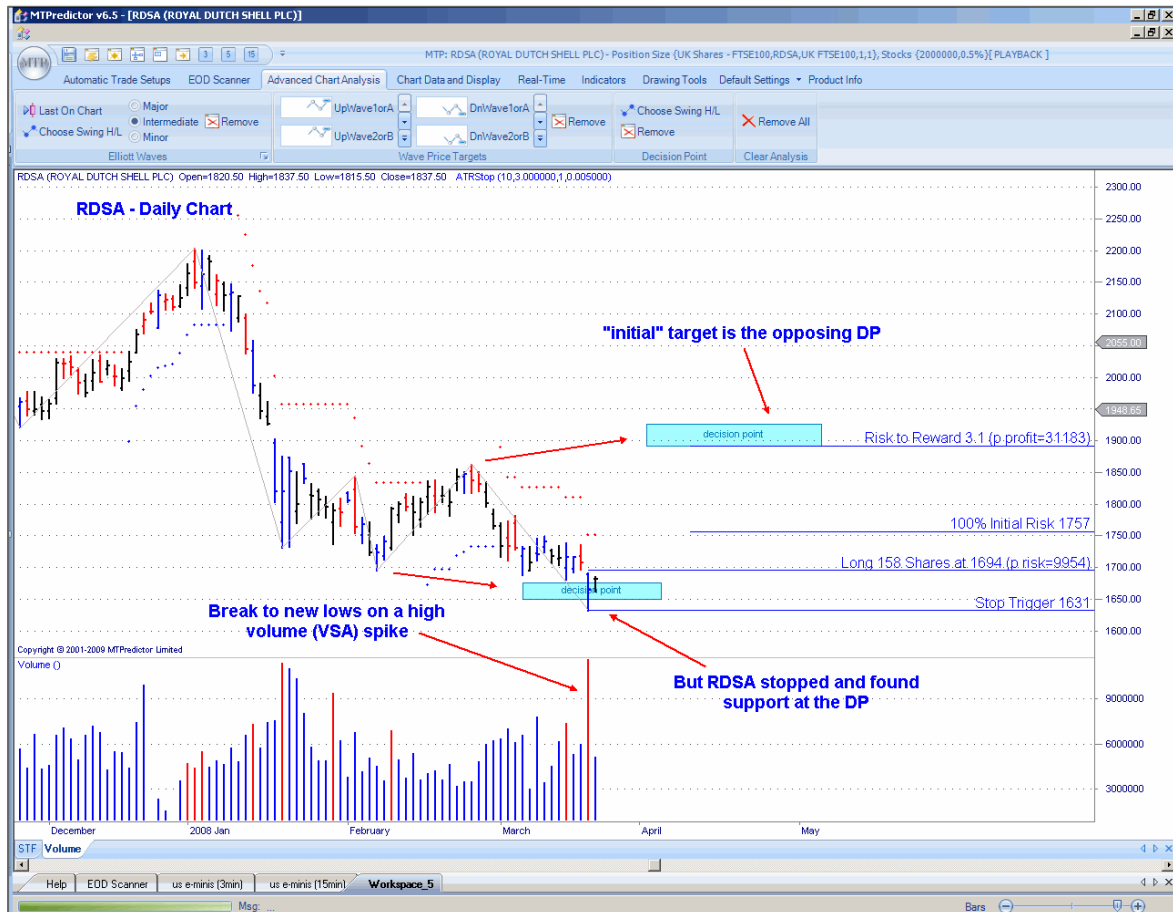 MTPredictor v6.5 - [RDSA (ROYAL DUTCH SHELL PLC)]
3 5 15
MTP: RDSA (ROYAL DUTCH SHELL PLC) - Position Size {UK Shares - FTSE100,RDSA,UK FTSE100,1,1}, Stocks {2000000,0.5%}[ PLAYBACK ]
MTP
Automatic Trade Setups EOD Scanner Advanced Chart Analysis Chart Data and Display Real-Time Indicators Drawing Tools Default Settings Product Info
Last On Chart
Choose Swing H/L
Major
Intermediate
Minor
Remove
Elliott Waves
UpWave1orA
UpWave2orB
DnWave1orA
DnWave2orB
Remove
Wave Price Targets
Choose Swing H/L
Remove
Decision Point
Remove All
Clear Analysis
RDSA (ROYAL DUTCH SHELL PLC) Open=1820.50 High=1837.50 Low=1815.50 Close=1837.50 ATRStop (10,3.000000,1,0.005000)
RDSA - Daily Chart
2300.00
2250.00
2200.00
2150.00
2100.00
2055.00
2000.00
1948.65
1900.00
1850.00
1800.00
1750.00
1700.00
1650.00
1600.00
"initial" target is the opposing DP
decision point
Risk to Reward 3.1 (p.profit=31183)
100% Initial Risk 1757
Long 158 Shares at 1694 (p.risk=9954)
decision point
Stop Trigger 1631
Break to new lows on a high
volume (VSA) spike
But RDSA stopped and found
support at the DP
Copyright © 2001-2009 MTPredictor Limited
Volume ()
9000000
6000000
3000000
December 2008 Jan February March April May
STF Volume
Help EOD Scanner us e-minis (3min) us e-minis (15min) Workspace_5
Msg: ...
Bars